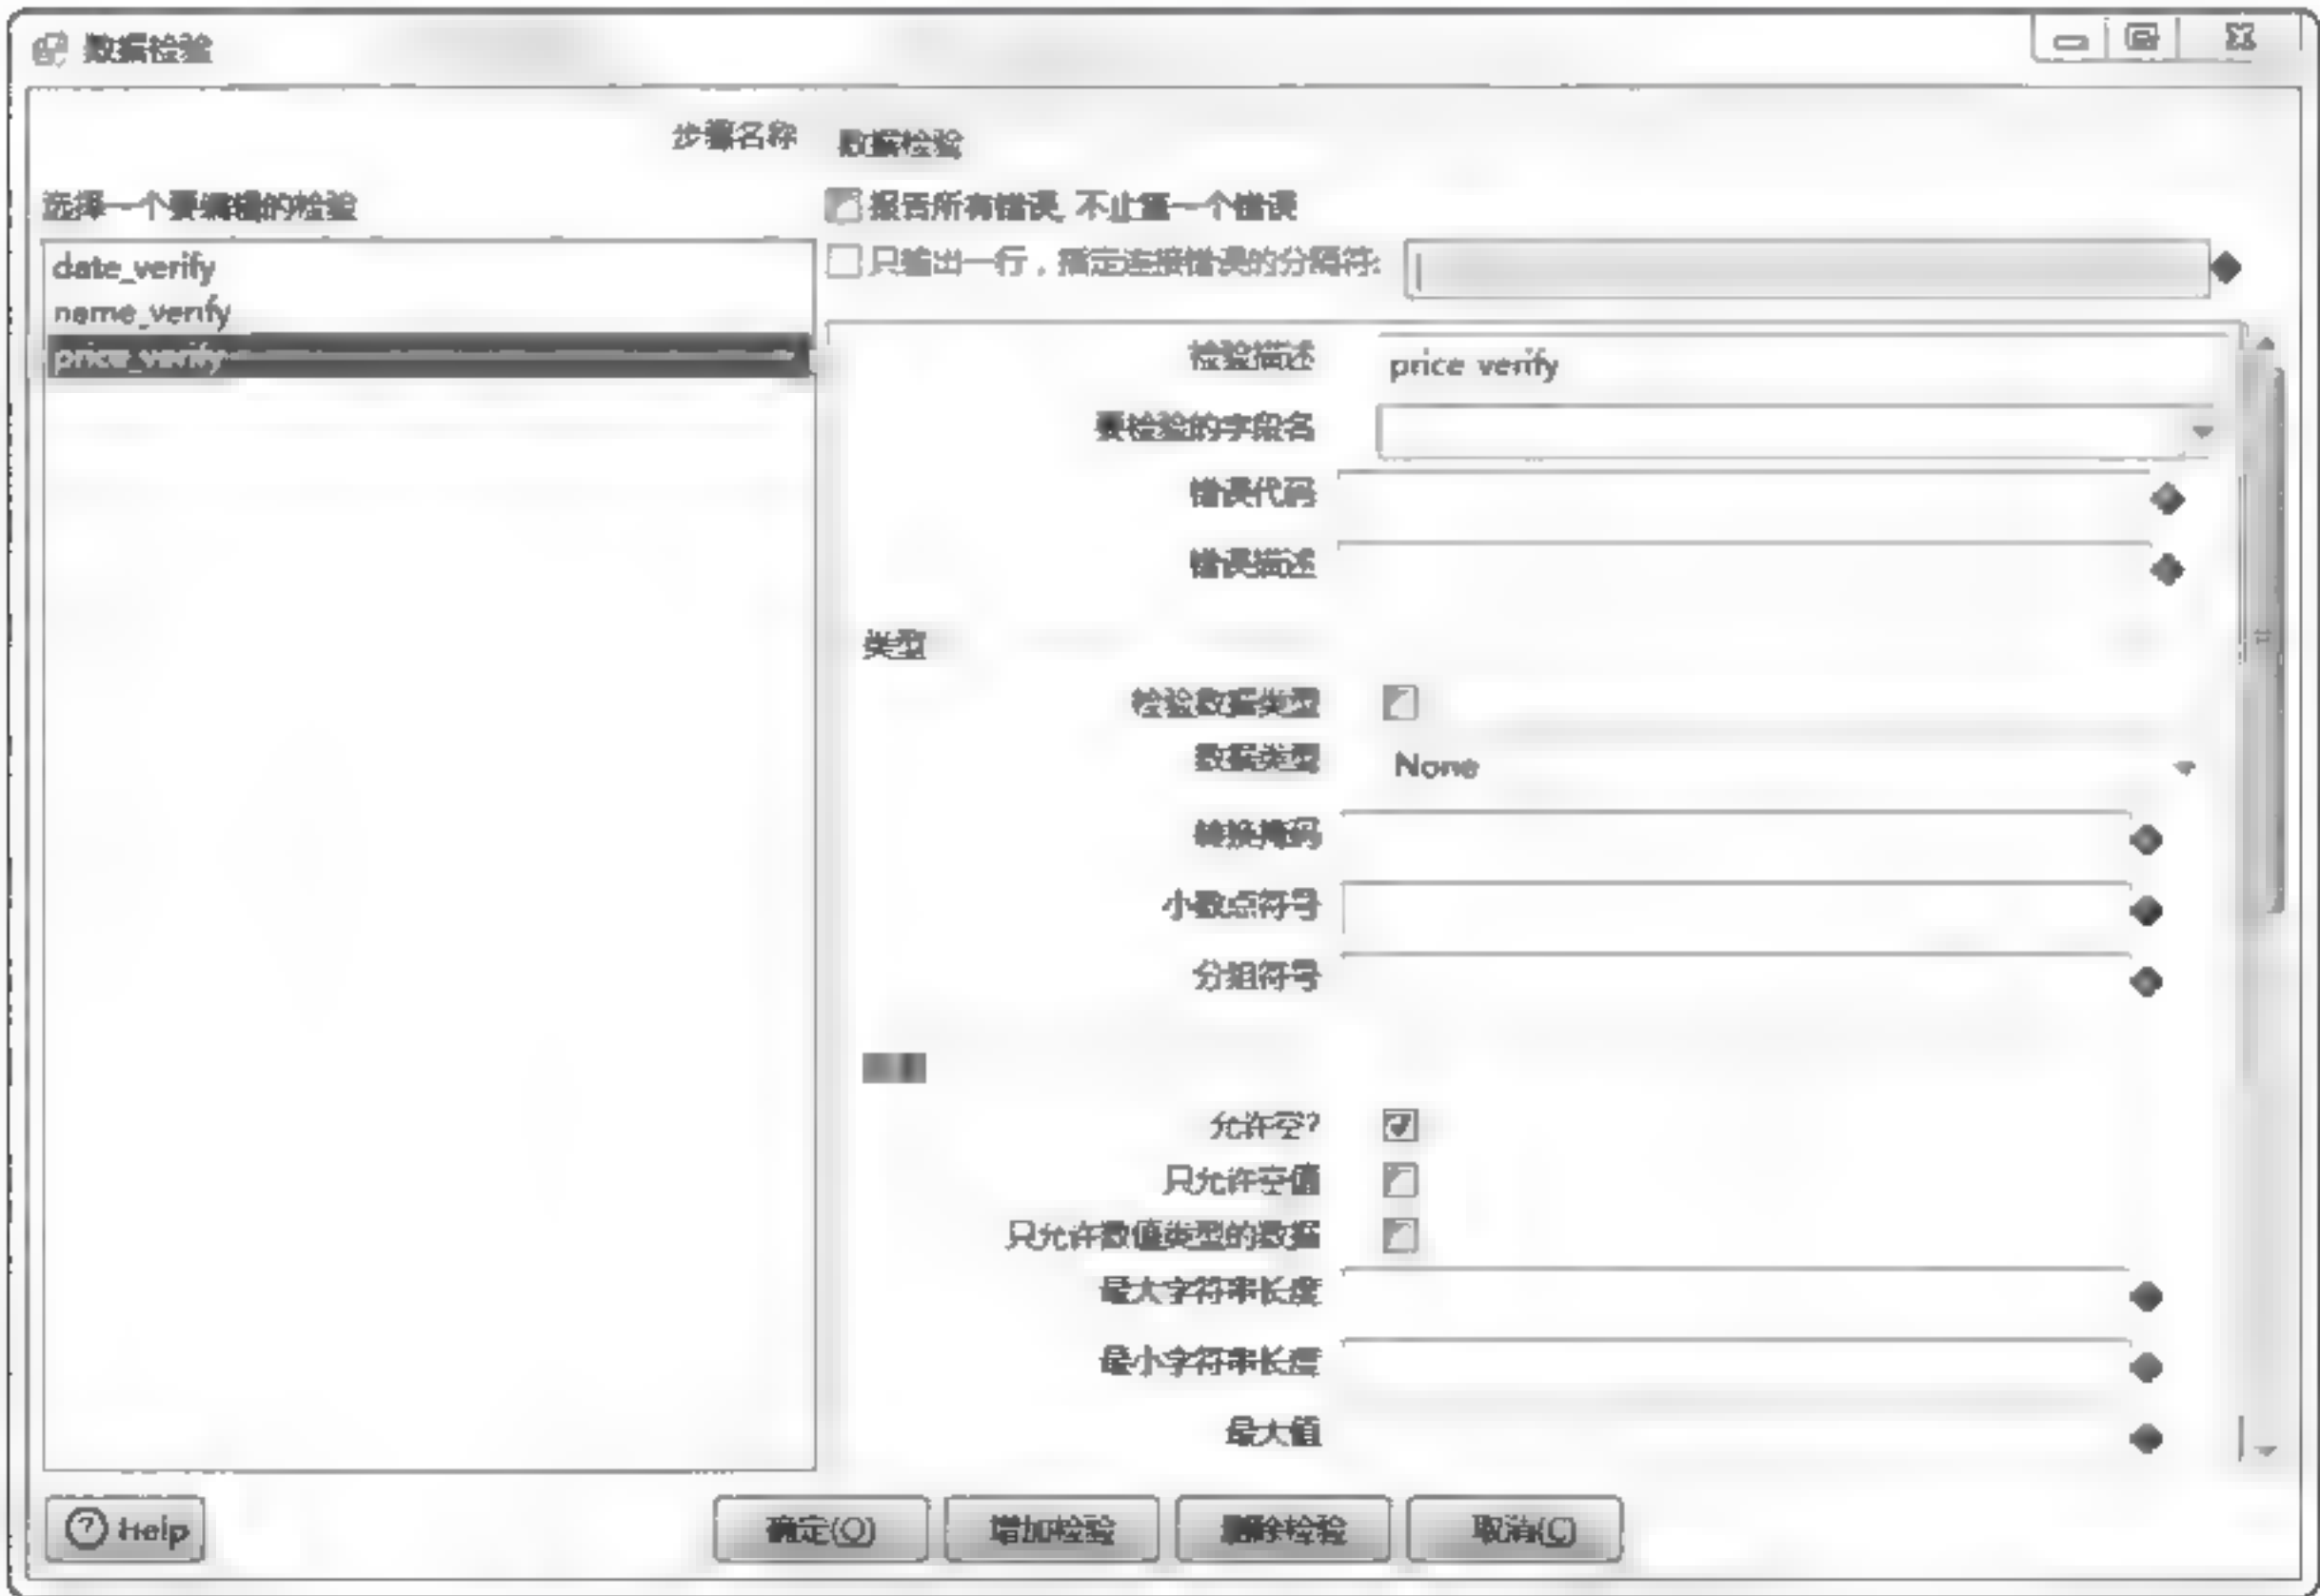 数据检验
步骤名称 数据检验
选择一个要编辑的检验
报告所有错误,不止第一个错误
date_verify
只输出一行，指定连接错误的分隔符:
name_verify
price_verify
检验描述 price verify
要检验的字段名
错误代码
错误描述
类型
检验数据类型
数据类型 None
转换掩码
小数点符号
分组符号
允许空?
只允许空值
只允许数值类型的数据
最大字符串长度
最小字符串长度
最大值
Help 确定(O) 增加检验 删除检验 取消(C)